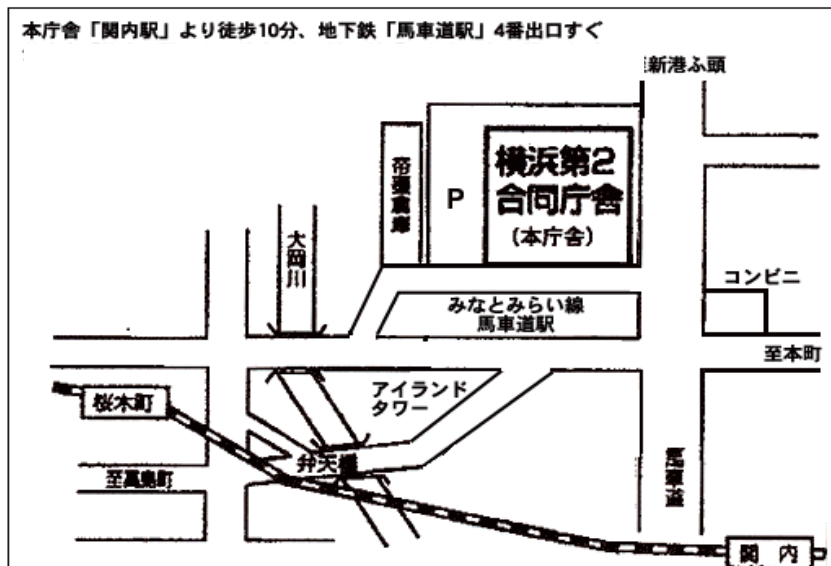 本庁舎「関内駅」より徒歩10分、地下鉄「馬車道駅」4番出口すぐ
新港ふ頭
横浜第2
合同庁舎
(本庁舎)
P
帝蚕倉庫
大岡川
コンビニ
みなとみらい線
馬車道駅
至本町
アイランド
タワー
桜木町
弁天橋
至高島町
馬車道
関 内